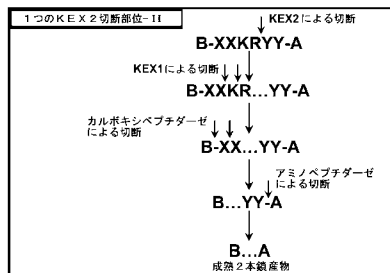 1つのKEX2切断部位-II
KEX2による切断
B-XXKRYY-A
KEX1による切断
B-XXKR...YY-A
カルボキシペプチダーゼ
による切断
B-XX...YY-A
アミノペプチダーゼ
による切断
B...YY-A
B...A
成熟2本鎖産物